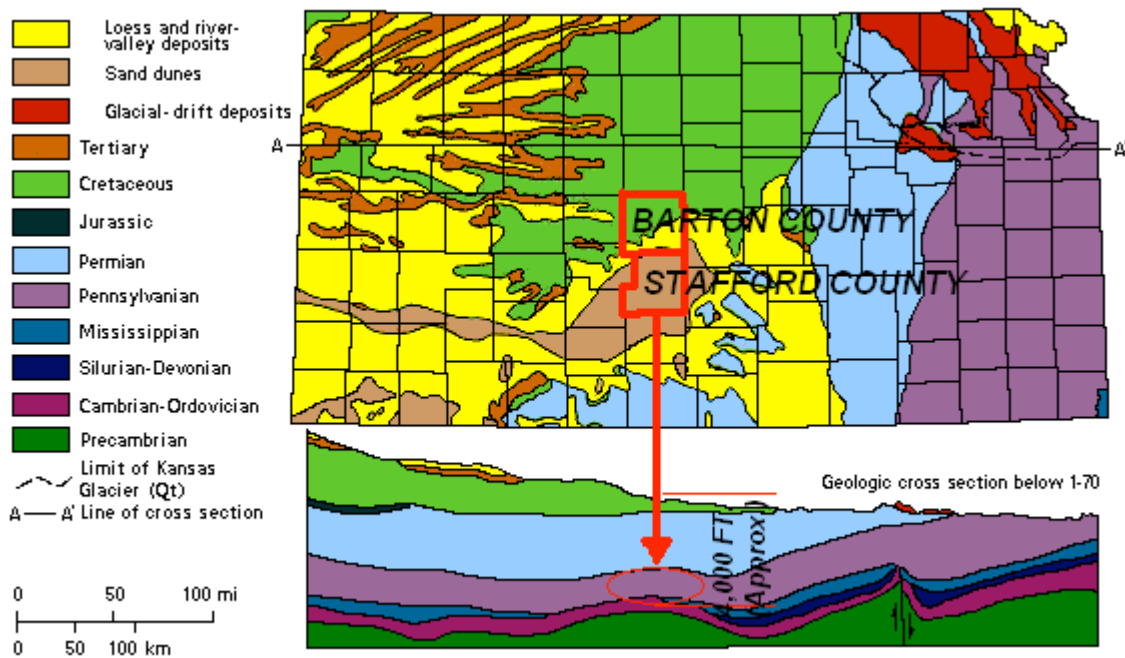 Loess and river-
valley deposits
Sand dunes
Glacial-drift deposits
Tertiary
Cretaceous
Jurassic
Permian
Pennsylvanian
Mississippian
Silurian-Devonian
Cambrian-Ordovician
Precambrian
Limit of Kansas
Glacier (Qt)
A A' Line of cross section
0 50 100 mi
0 50 100 km
A A'
BARTON COUNTY
STAFFORD COUNTY
Geologic cross section below I-70
4,000 FT
(Approx.)